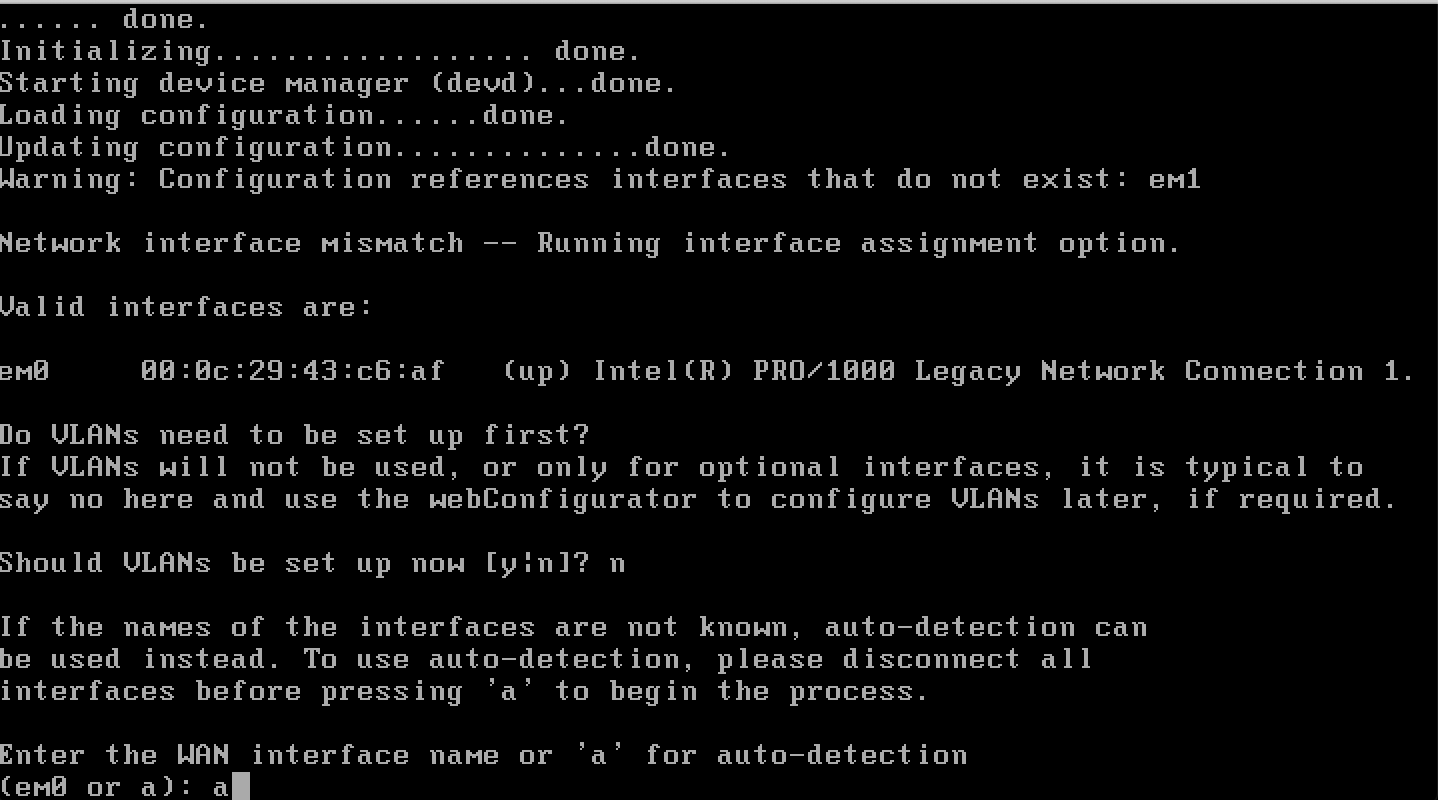 ...... done.
Initializing.................. done.
Starting device manager (devd)...done.
Loading configuration......done.
Updating configuration..............done.
Warning: Configuration references interfaces that do not exist: em1
Network interface mismatch -- Running interface assignment option.
Valid interfaces are:
em0     00:0c:29:43:c6:af   (up) Intel(R) PRO/1000 Legacy Network Connection 1.
Do VLANs need to be set up first?
If VLANs will not be used, or only for optional interfaces, it is typical to
say no here and use the webConfigurator to configure VLANs later, if required.
Should VLANs be set up now [y|n]? n
If the names of the interfaces are not known, auto-detection can
be used instead. To use auto-detection, please disconnect all
interfaces before pressing 'a' to begin the process.
Enter the WAN interface name or 'a' for auto-detection
(em0 or a): a